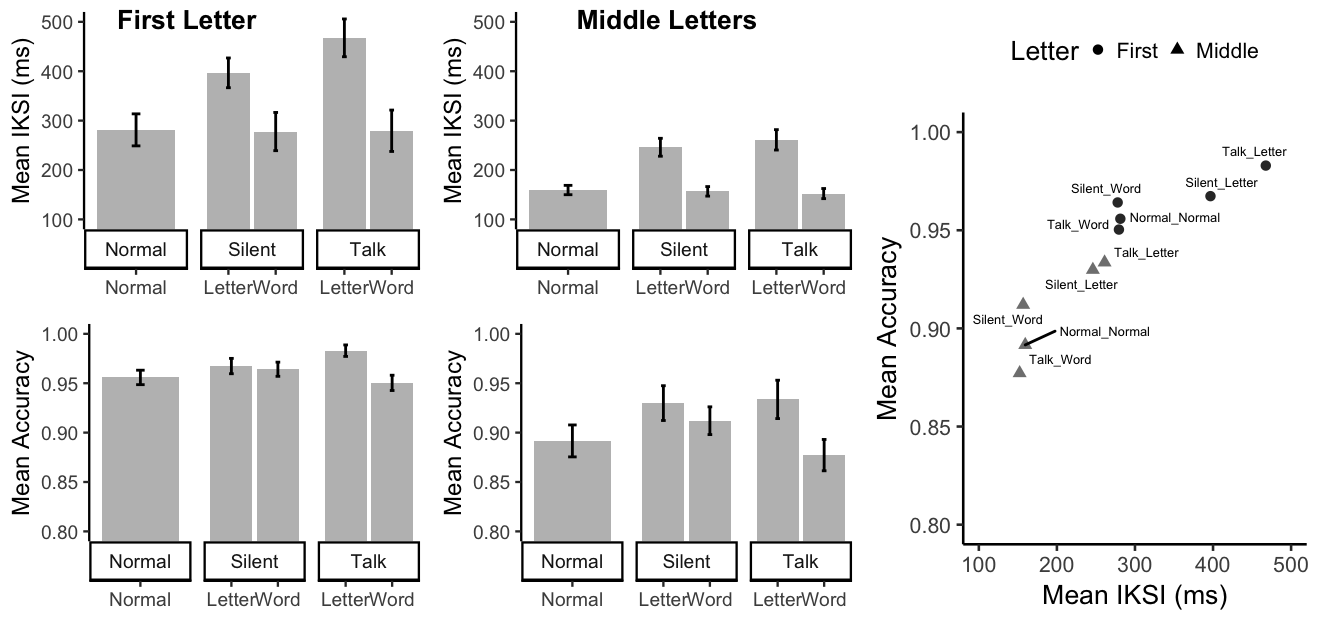 First Letter
Mean IKSI (ms)
500
400
300
200
100
Normal
Silent
Talk
Normal
Letter Word
Letter Word
Middle Letters
Mean IKSI (ms)
500
400
300
200
100
Normal
Silent
Talk
Normal
Letter Word
Letter Word
Mean Accuracy
1.00
0.95
0.90
0.85
0.80
Normal
Silent
Talk
Normal
Letter Word
Letter Word
Mean Accuracy
1.00
0.95
0.90
0.85
0.80
Normal
Silent
Talk
Normal
Letter Word
Letter Word
Letter First Middle
Mean Accuracy
1.00
0.95
0.90
0.85
0.80
Talk_Letter
Silent_Word
Silent_Letter
Talk_Word
Normal_Normal
Talk_Letter
Silent_Letter
Silent_Word
Normal_Normal
Talk_Word
100 200 300 400 500
Mean IKSI (ms)